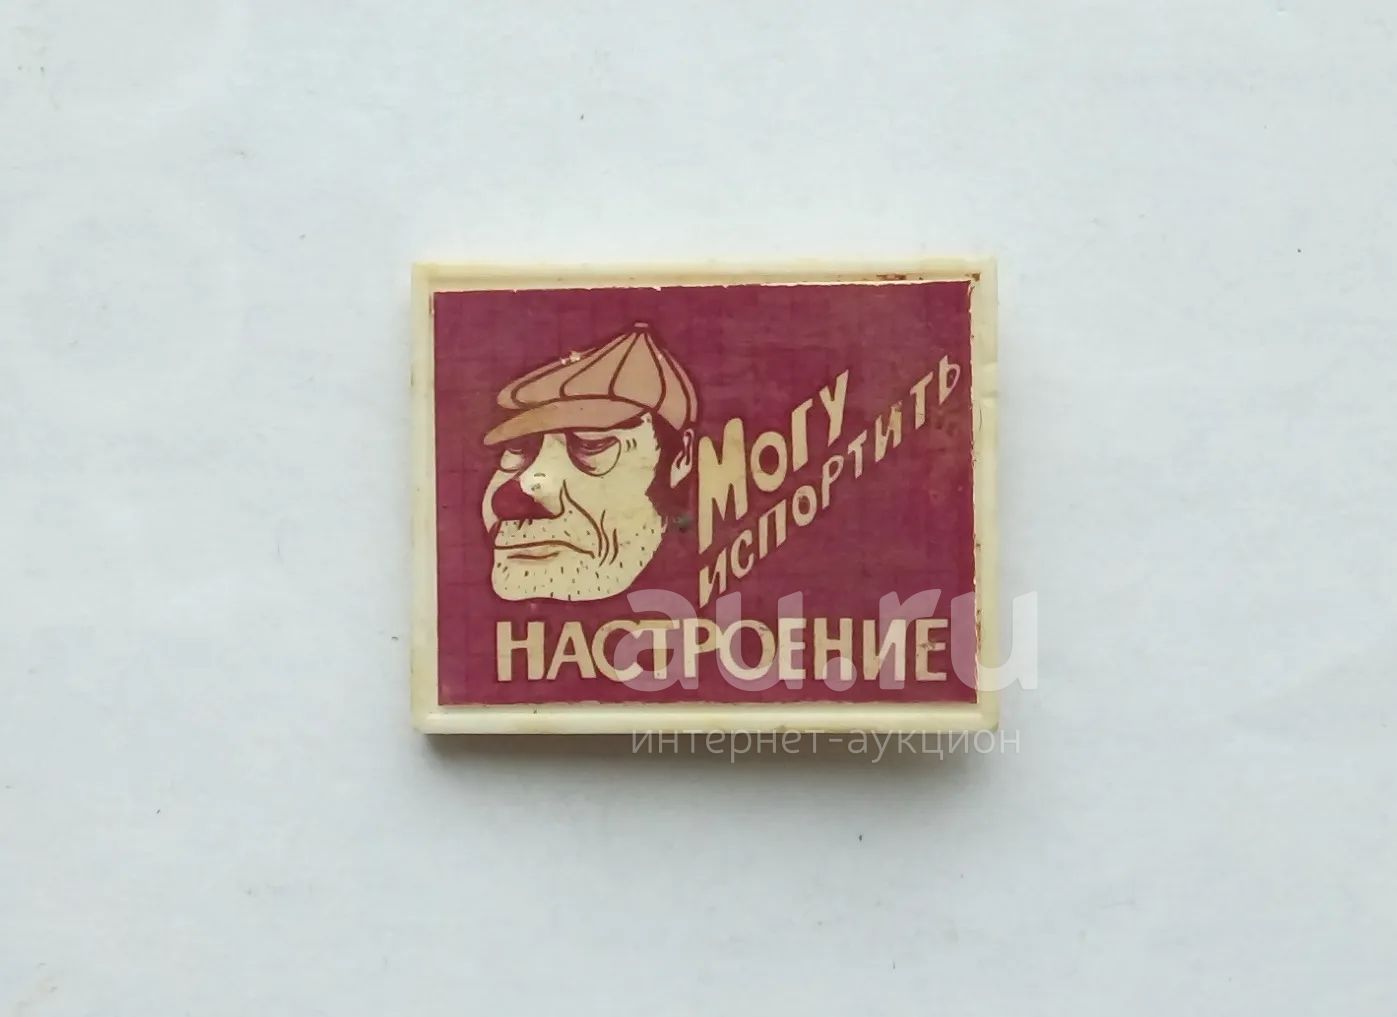 Могу
испортить
НАСТРОЕНИЕ
au.ru
интернет-аукцион